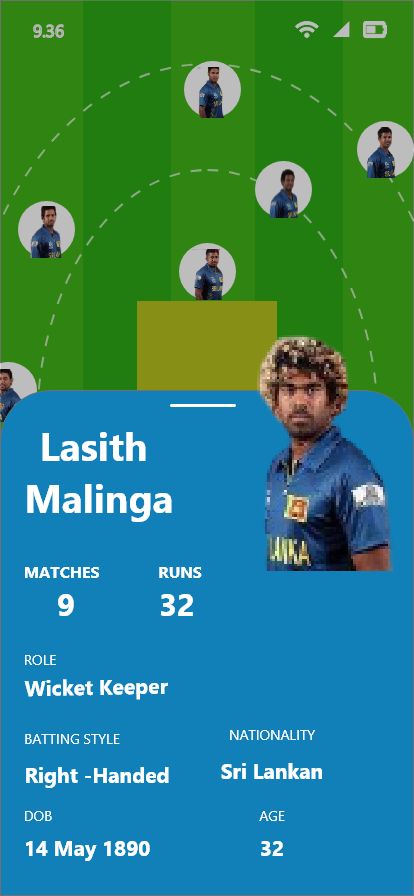 9.36
Lasith
Malinga
MATCHES RUNS
9 32
ROLE
Wicket Keeper
BATTING STYLE NATIONALITY
Right -Handed Sri Lankan
DOB AGE
14 May 1890 32